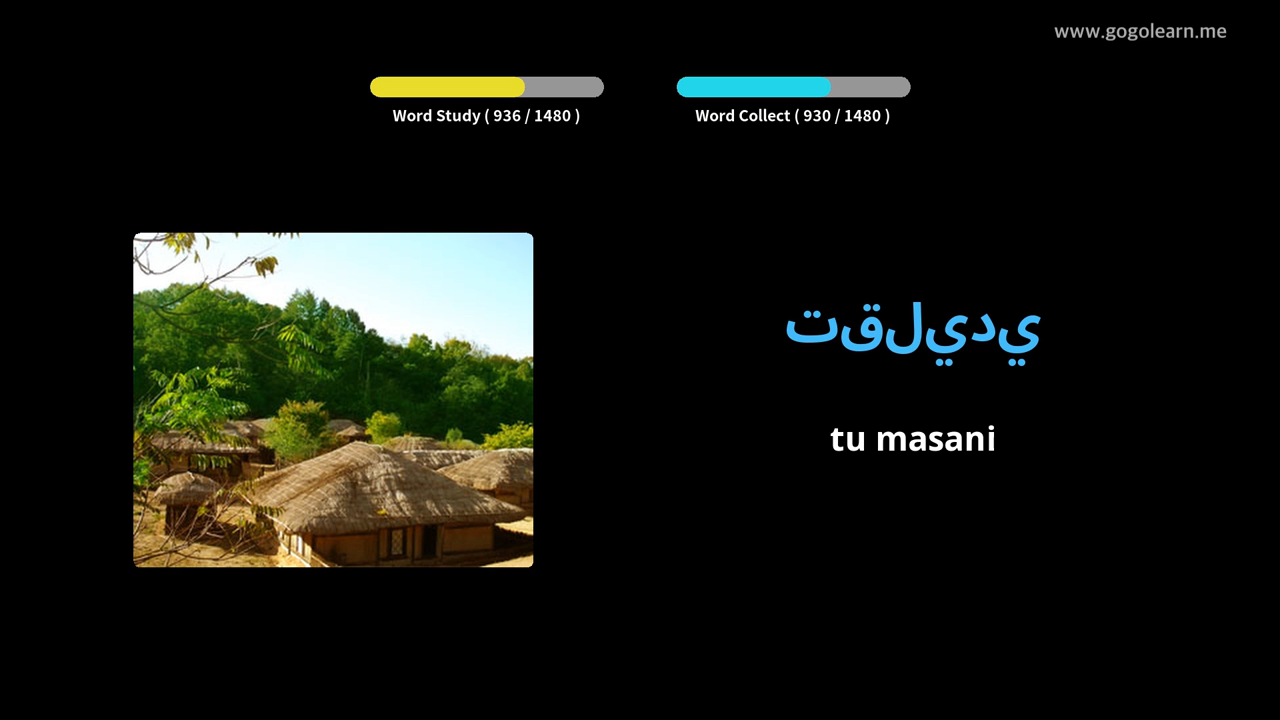 www.gogolearn.me
Word Study ( 936 / 1480 )
Word Collect ( 930 / 1480 )
تقليدي
tu masani